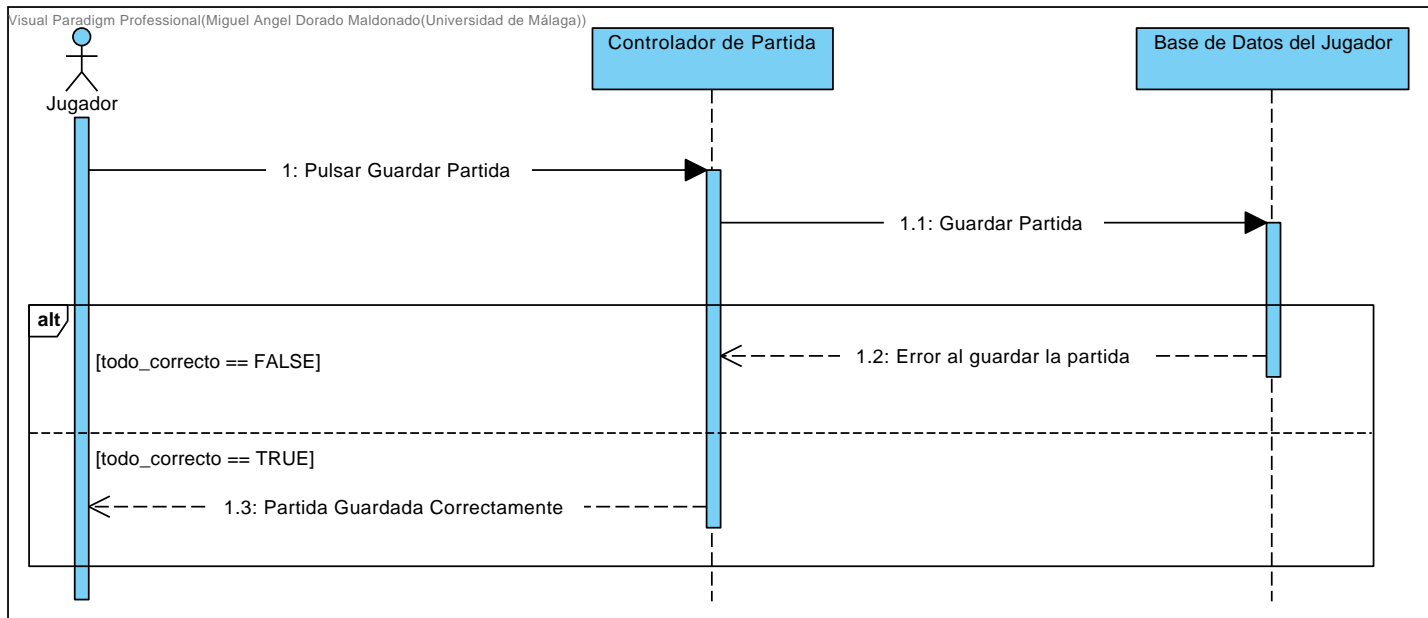 Visual Paradigm Professional(Miguel Angel Dorado Maldonado(Universidad de Málaga))
Controlador de Partida
Base de Datos del Jugador
Jugador
1: Pulsar Guardar Partida
1.1: Guardar Partida
alt
[todo_correcto == FALSE]
1.2: Error al guardar la partida
[todo_correcto == TRUE]
1.3: Partida Guardada Correctamente